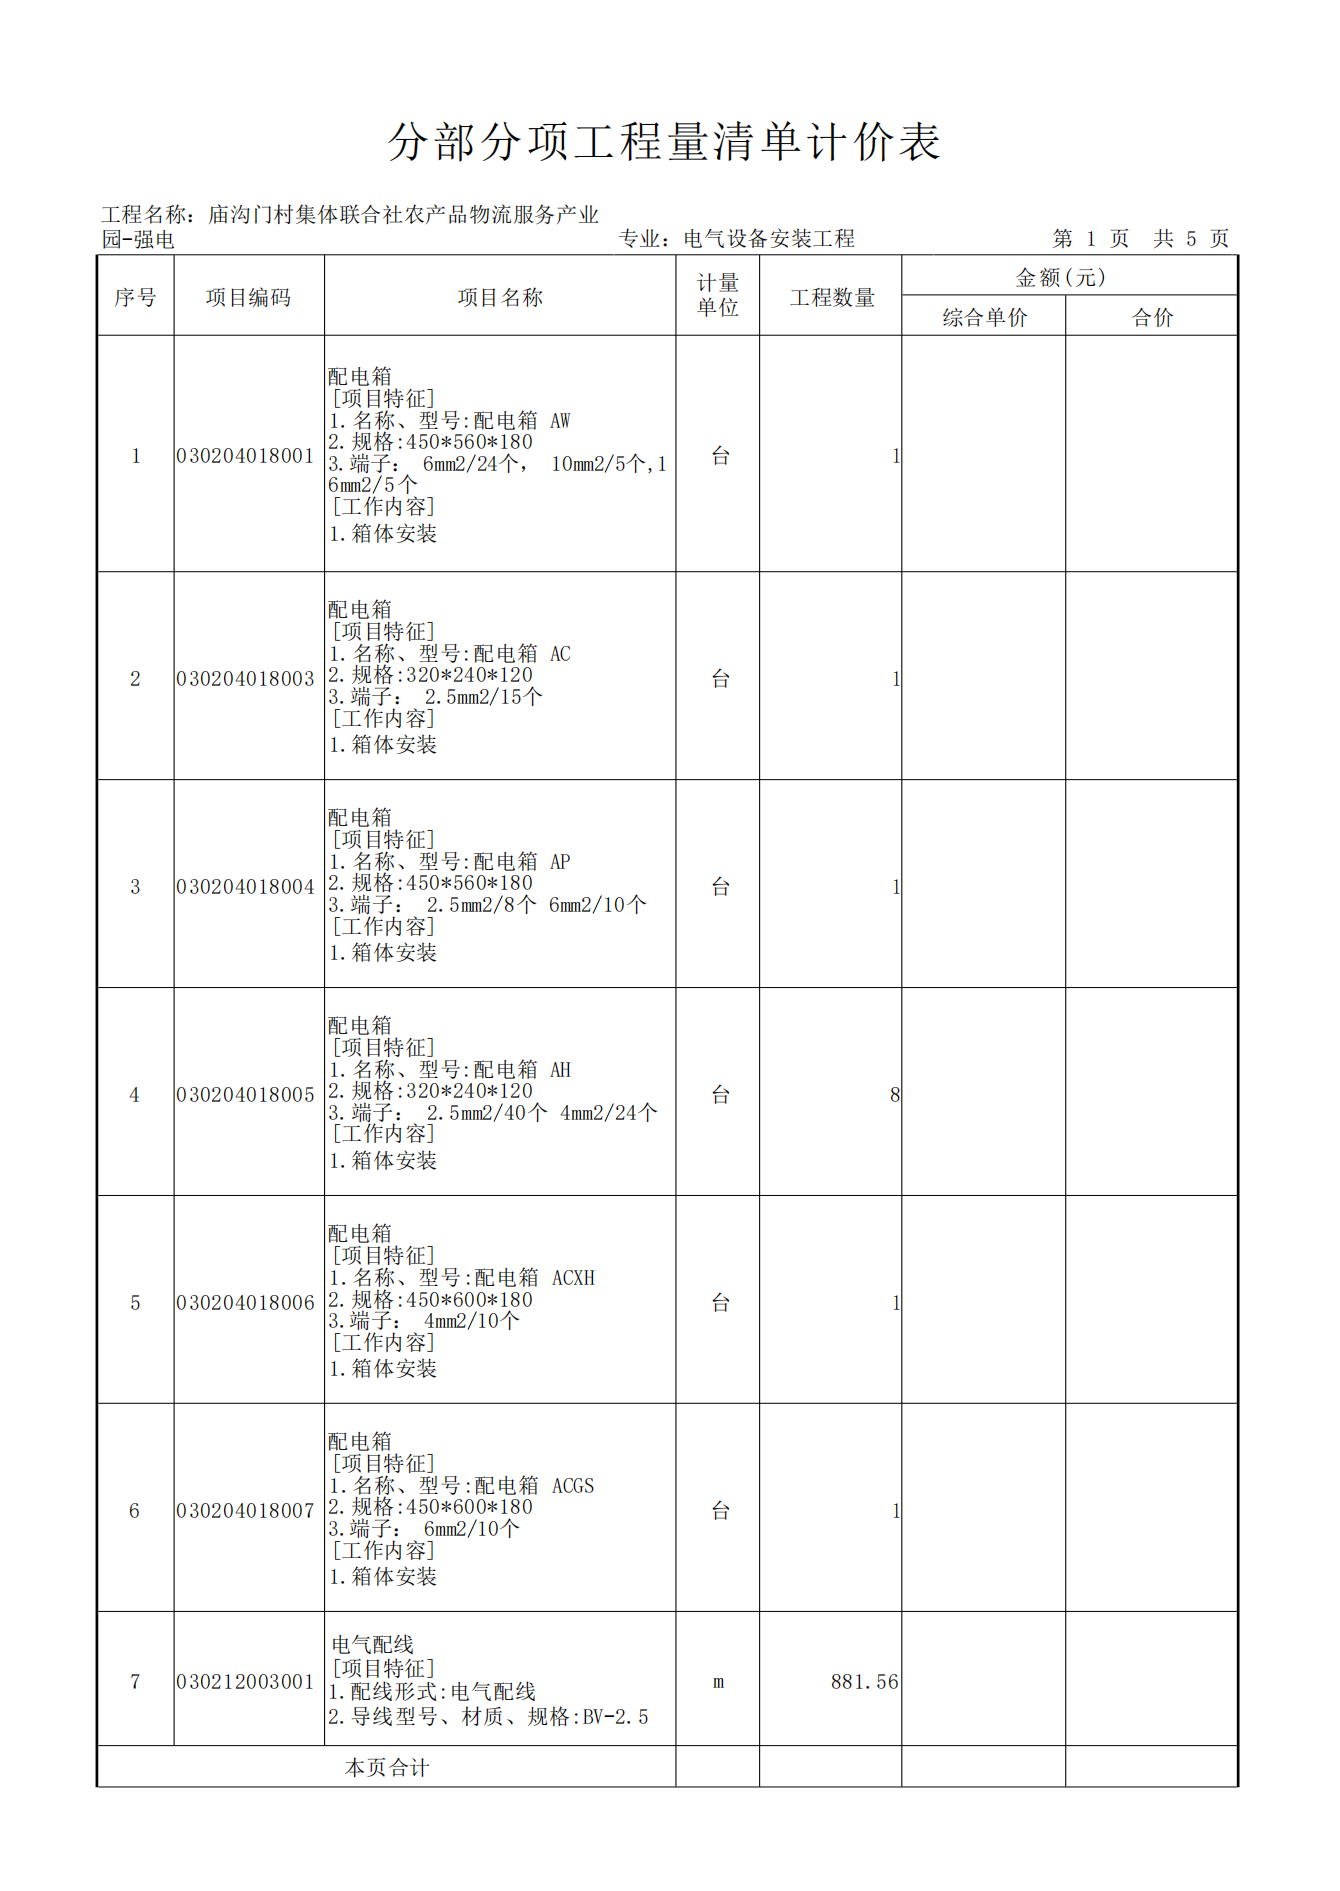 分部分项工程量清单计价表
工程名称：庙沟门村集体联合社农产品物流服务产业
园-强电
专业：电气设备安装工程
第 1 页 共 5 页
序号
项目编码
项目名称
计量
单位
工程数量
金额(元)
综合单价
合价
1
030204018001
配电箱
[项目特征]
1.名称、型号:配电箱 AW
2.规格:450*560*180
3.端子： 6mm2/24个， 10mm2/5个,1
6mm2/5个
[工作内容]
1.箱体安装
台
1
2
030204018003
配电箱
[项目特征]
1.名称、型号:配电箱 AC
2.规格:320*240*120
3.端子： 2.5mm2/15个
[工作内容]
1.箱体安装
台
1
3
030204018004
配电箱
[项目特征]
1.名称、型号:配电箱 AP
2.规格:450*560*180
3.端子： 2.5mm2/8个 6mm2/10个
[工作内容]
1.箱体安装
台
1
4
030204018005
配电箱
[项目特征]
1.名称、型号:配电箱 AH
2.规格:320*240*120
3.端子： 2.5mm2/40个 4mm2/24个
[工作内容]
1.箱体安装
台
8
5
030204018006
配电箱
[项目特征]
1.名称、型号:配电箱 ACXH
2.规格:450*600*180
3.端子： 4mm2/10个
[工作内容]
1.箱体安装
台
1
6
030204018007
配电箱
[项目特征]
1.名称、型号:配电箱 ACGS
2.规格:450*600*180
3.端子： 6mm2/10个
[工作内容]
1.箱体安装
台
1
7
030212003001
电气配线
[项目特征]
1.配线形式:电气配线
2.导线型号、材质、规格:BV-2.5
m
881.56
本页合计